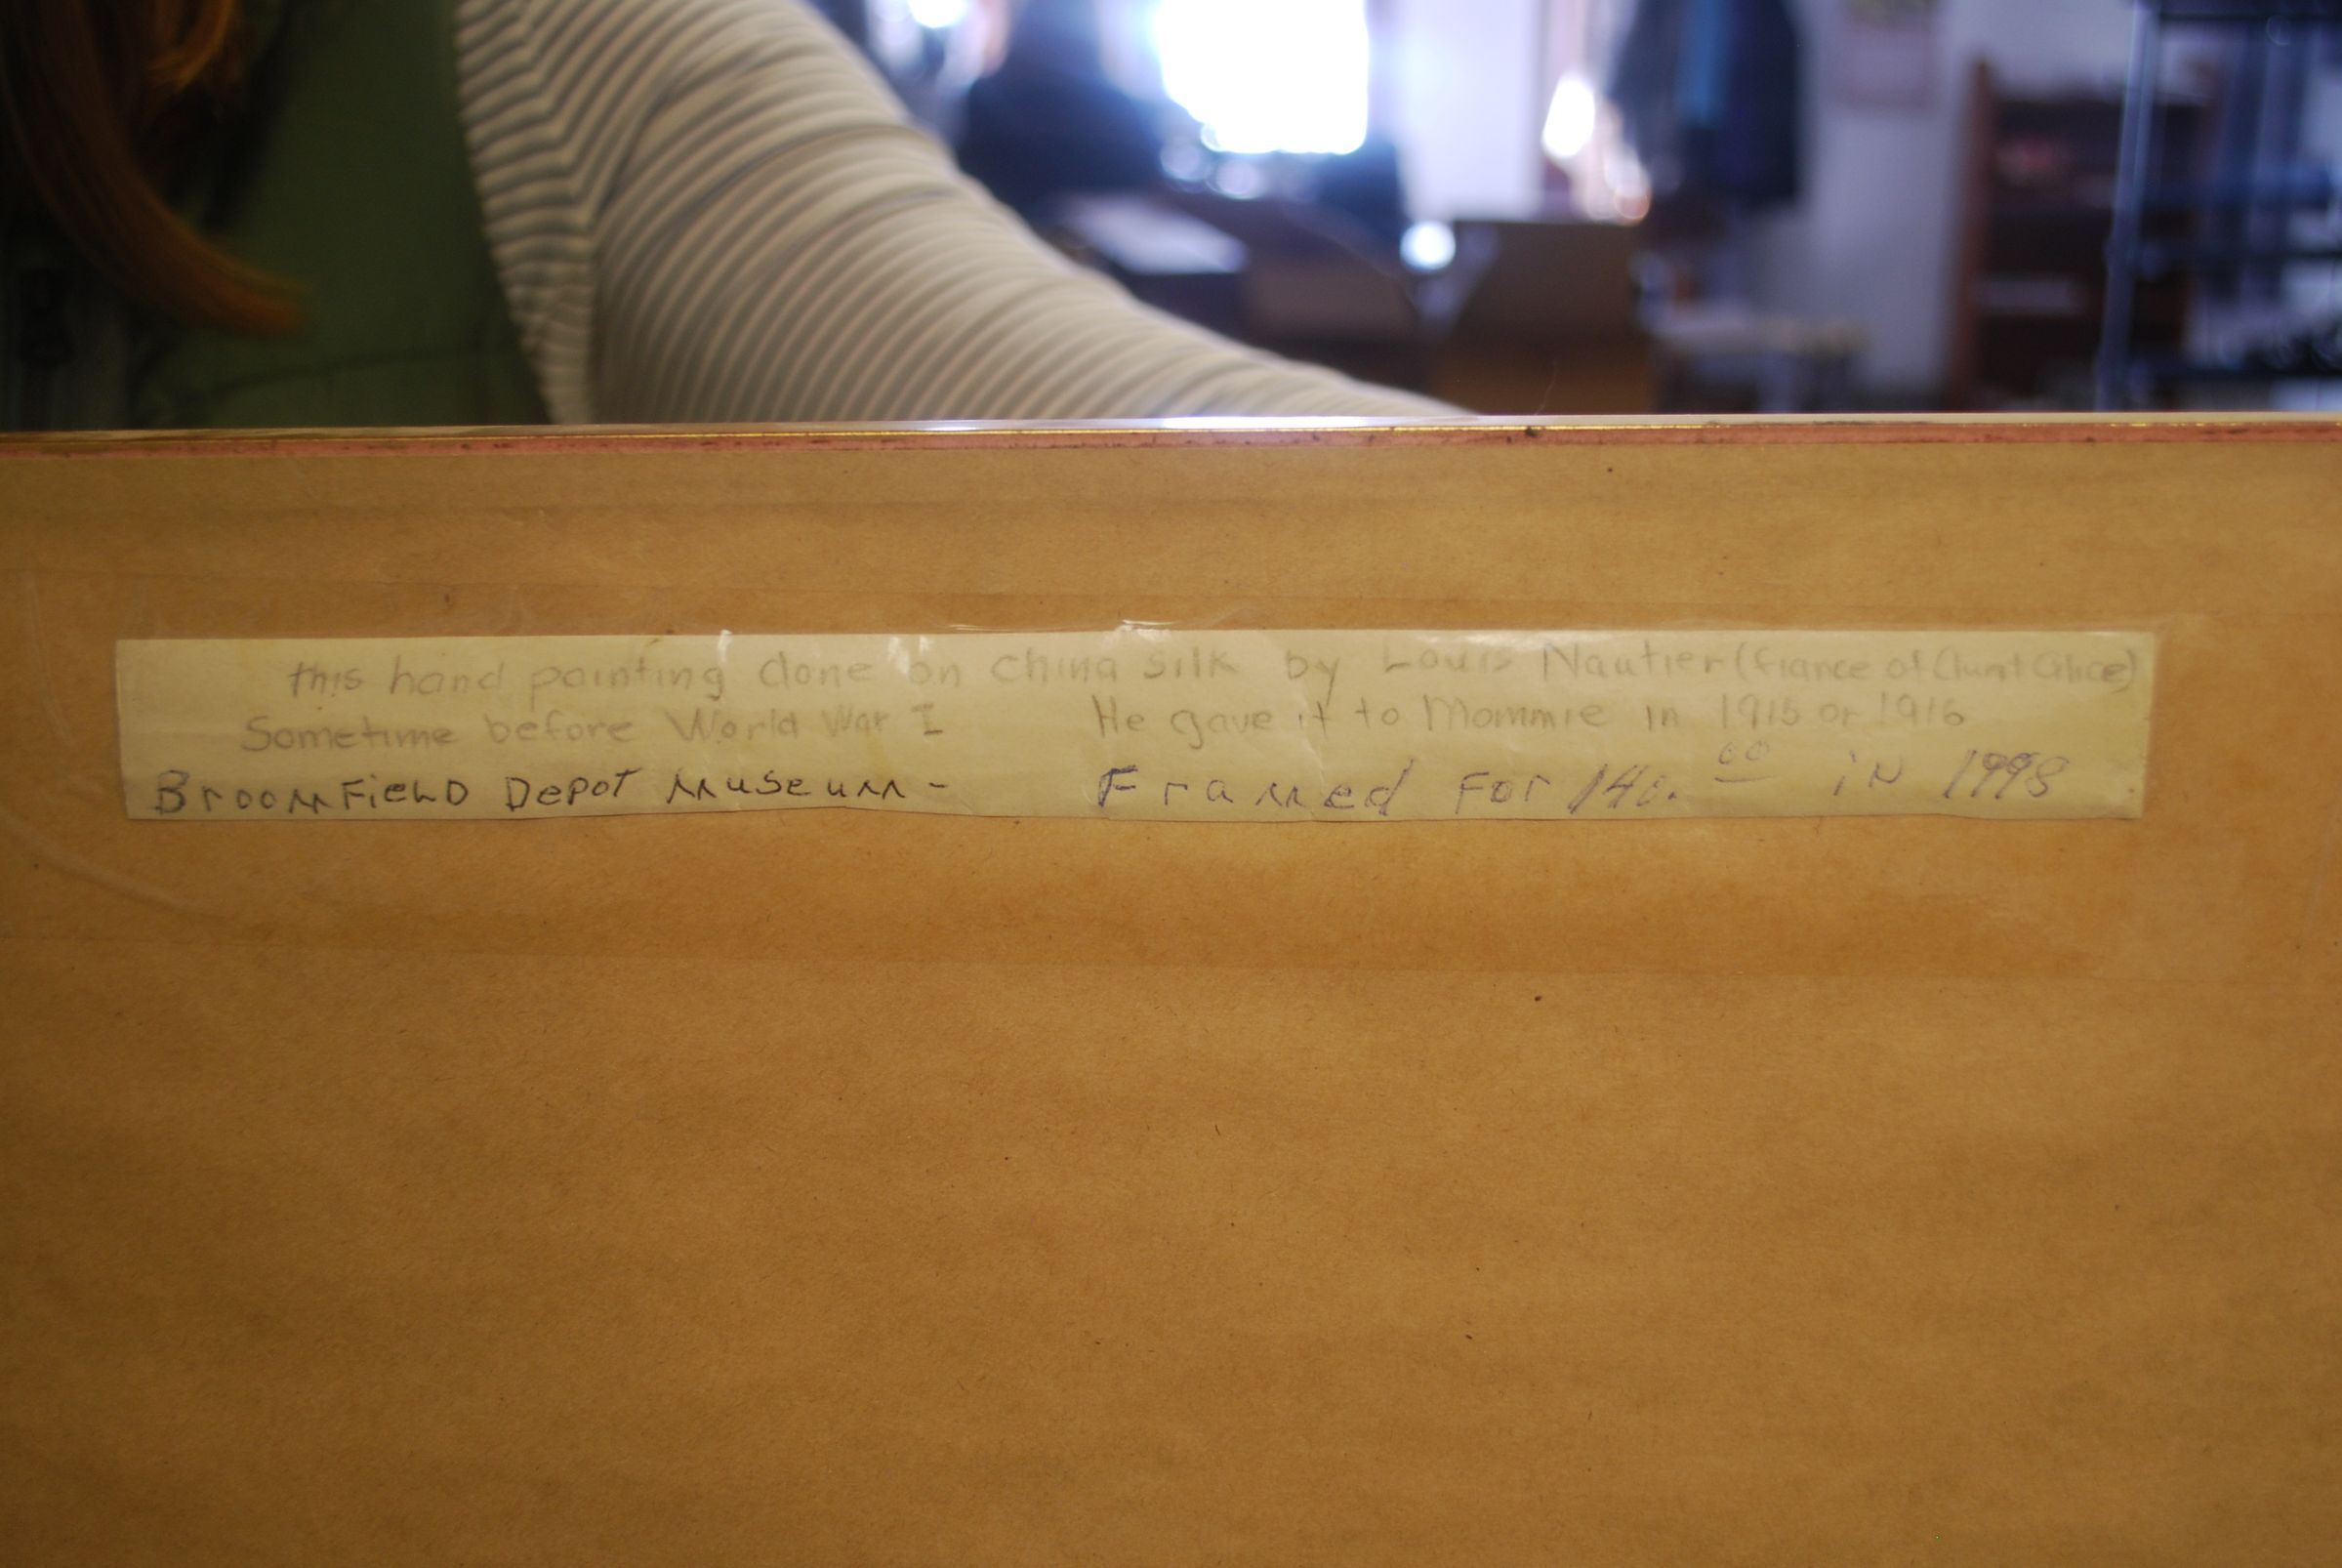 this hand painting done on China silk by Louis Nautier (fiance of Aunt Alice)
Sometime before World War I He gave it to Mommie in 1915 or 1916
BroomField Depot Museum - Framed For 140.00 in 1998